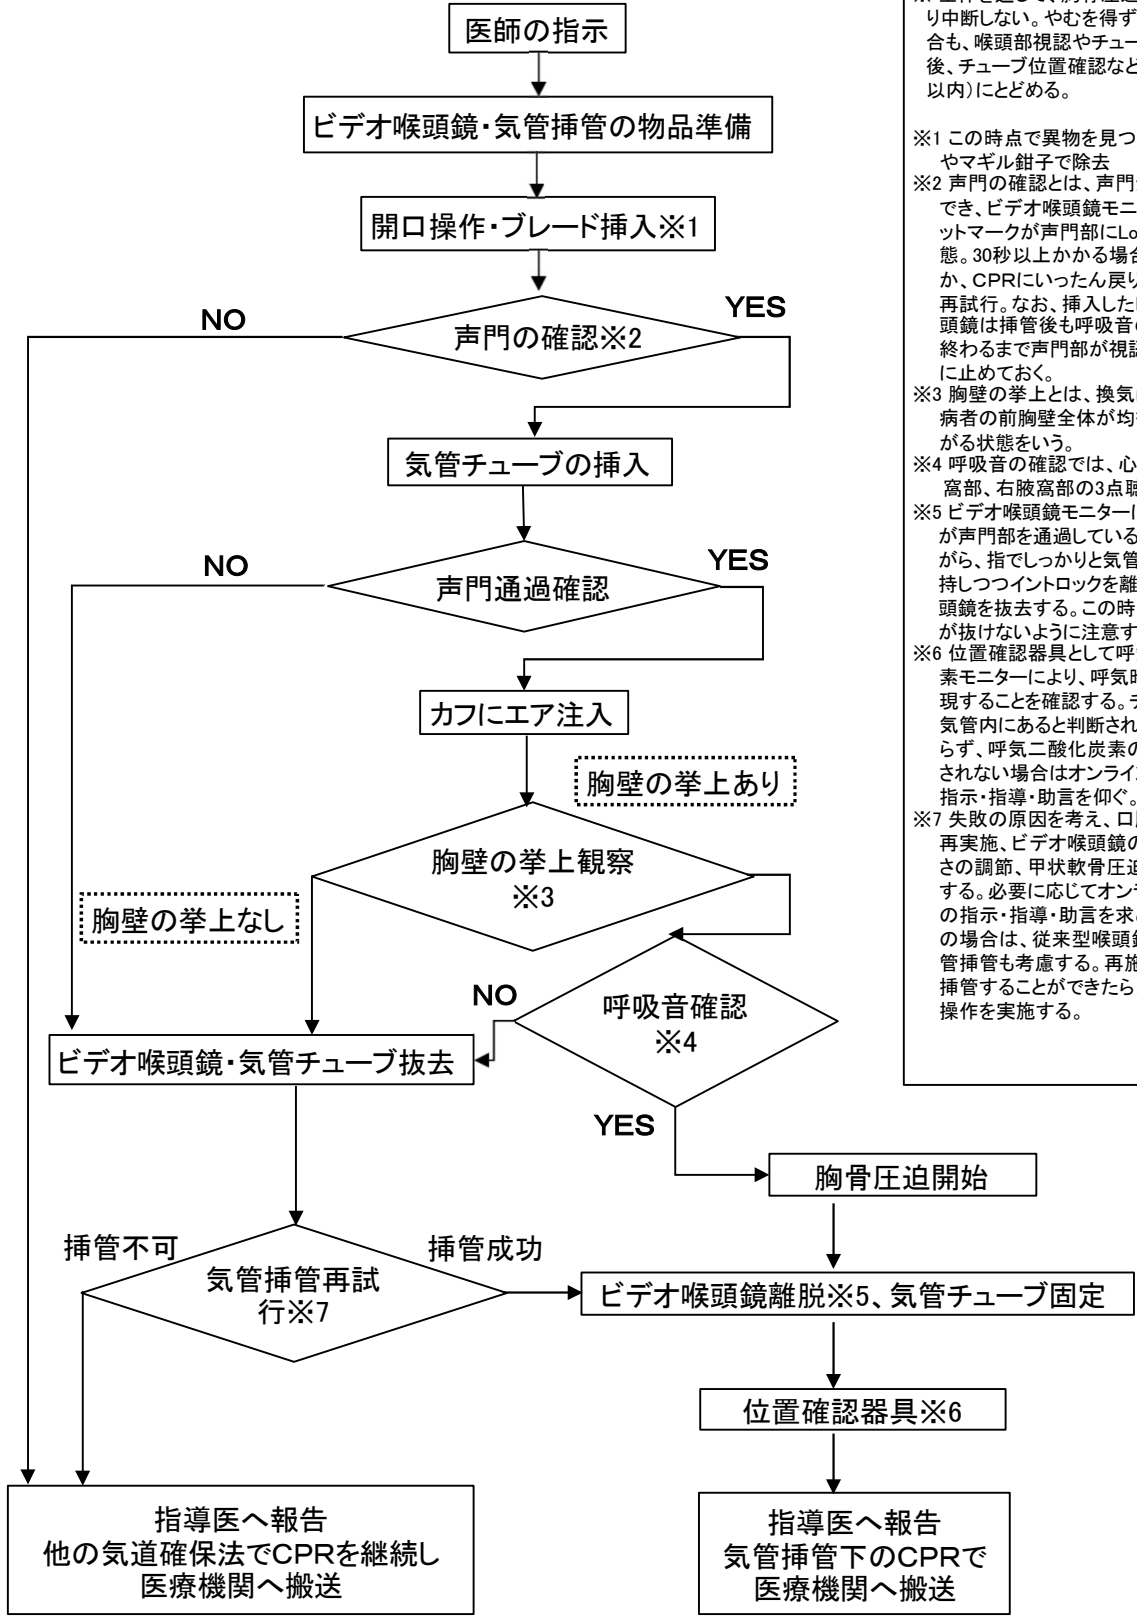 医師の指示
ビデオ喉頭鏡・気管挿管の物品準備
開口操作・ブレード挿入※1
NO
YES
声門の確認※2
気管チューブの挿入
NO
YES
声門通過確認
カフにエア注入
胸壁の挙上あり
胸壁の挙上観察
※3
胸壁の挙上なし
NO
呼吸音確認
※4
ビデオ喉頭鏡・気管チューブ抜去
YES
胸骨圧迫開始
挿管不可
挿管成功
気管挿管再試
行※7
ビデオ喉頭鏡離脱※5、気管チューブ固定
位置確認器具※6
指導医へ報告
他の気道確保法でCPRを継続し
医療機関へ搬送
指導医へ報告
気管挿管下のCPRで
医療機関へ搬送
り中断しない。やむを得ず
合も、喉頭部視認やチュー
後、チューブ位置確認など
以内)にとどめる。
※1 この時点で異物を見つ
やマギル鉗子で除去
※2 声門の確認とは、声門
でき、ビデオ喉頭鏡モニ
ットマークが声門部にLo
態。30秒以上かかる場合
か、CPRにいったん戻り
再試行。なお、挿入した
頭鏡は挿管後も呼吸音
終わるまで声門部が視認
に止めておく。
※3 胸壁の挙上とは、換気
病者の前胸壁全体が均
がる状態をいう。
※4 呼吸音の確認では、心
窩部、右腋窩部の3点聴
※5 ビデオ喉頭鏡モニター
が声門部を通過している
がら、指でしっかりと気管
持しつつイントロックを離
頭鏡を抜去する。この時
が抜けないように注意す
※6 位置確認器具として呼
素モニターにより、呼気時
現することを確認する。
気管内にあると判断され
らず、呼気二酸化炭素の
されない場合はオンライ
指示・指導・助言を仰ぐ。
※7 失敗の原因を考え、口
再実施、ビデオ喉頭鏡の
さの調節、甲状軟骨圧迫
する。必要に応じてオン
の指示・指導・助言を求
の場合は、従来型喉頭鏡
管挿管も考慮する。再施
挿管することができたら
操作を実施する。